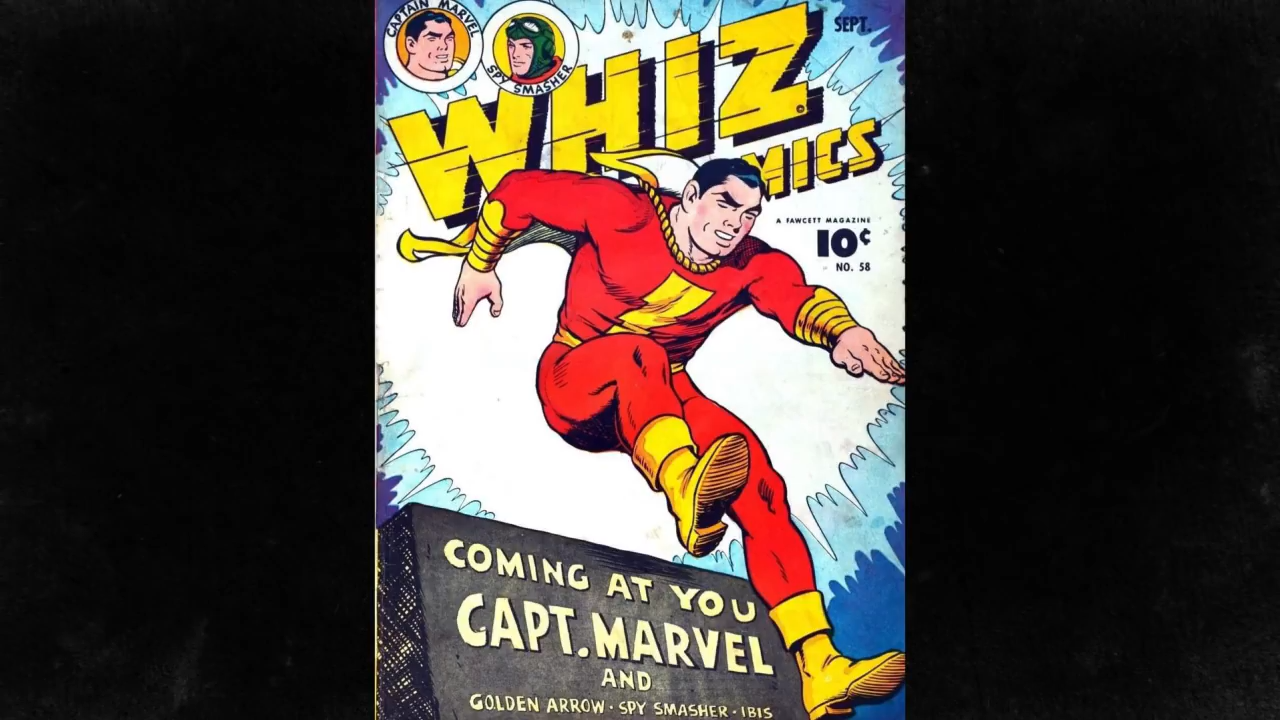 CAPTAIN MARVEL
SPY SMASHER
SEPT.
WHIZ
MICS
A FAWCETT MAGAZINE
10¢
NO. 58
COMING AT YOU
CAPT. MARVEL
AND
GOLDEN ARROW · SPY SMASHER · IBIS